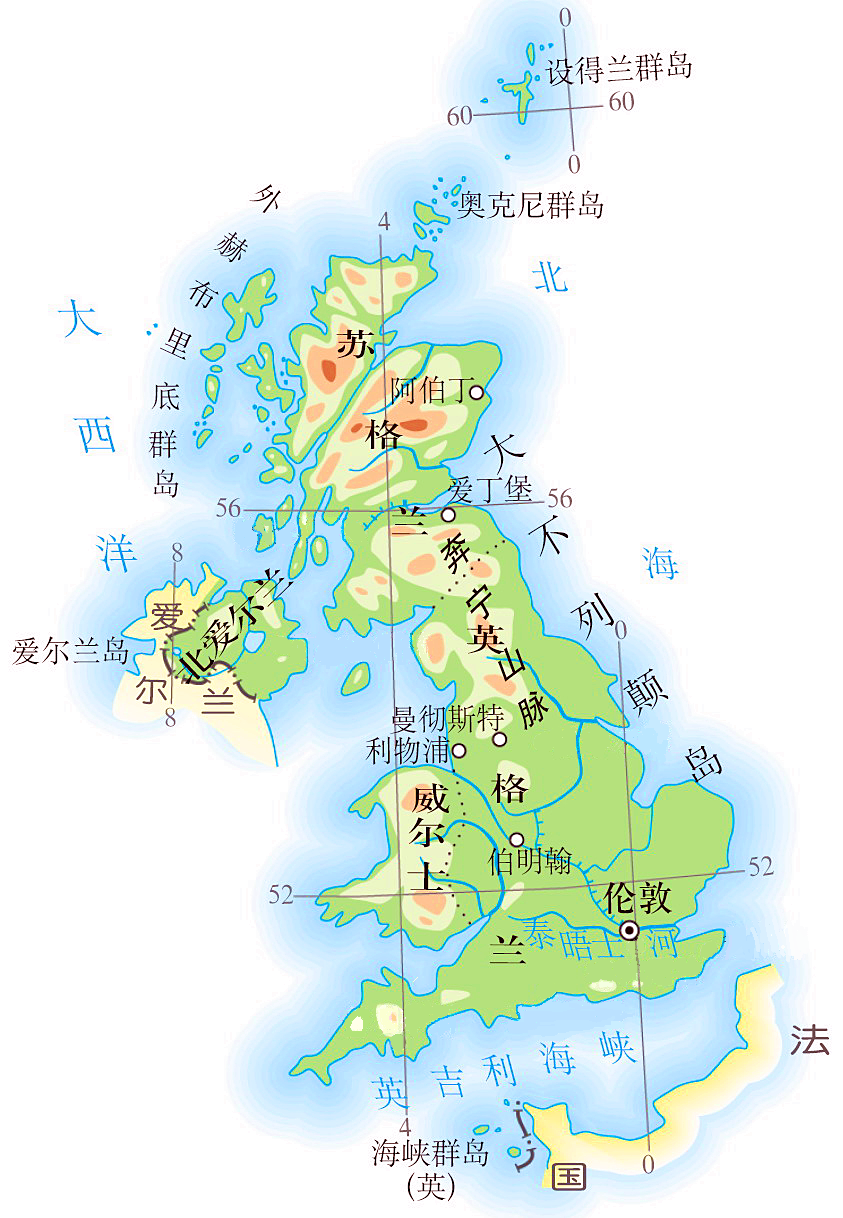 0
设得兰群岛
60
60
0
奥克尼群岛
外赫布里底群岛
4
北海
大西洋
苏格兰
阿伯丁
大不列颠岛
爱丁堡
56
56
奔宁山脉
8
北爱尔兰
爱尔兰
爱尔兰岛
8
0
英格兰
曼彻斯特
利物浦
威尔士
伯明翰
52
52
伦敦
泰晤士河
英吉利海峡
法国
4
海峡群岛
(英)
0